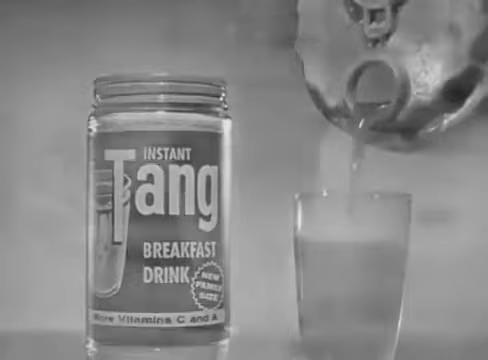 INSTANT
Tang
BREAKFAST
DRINK
NEW
FAMILY
SIZE
More Vitamins C and A